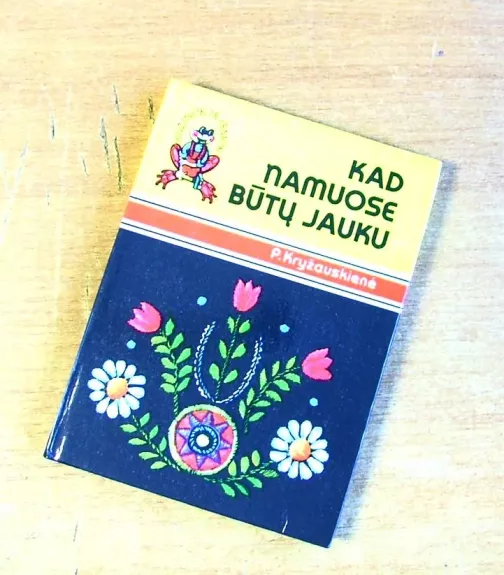 KAD
NAMUOSE
BŪTŲ JAUKU
P. Kryžauskienė